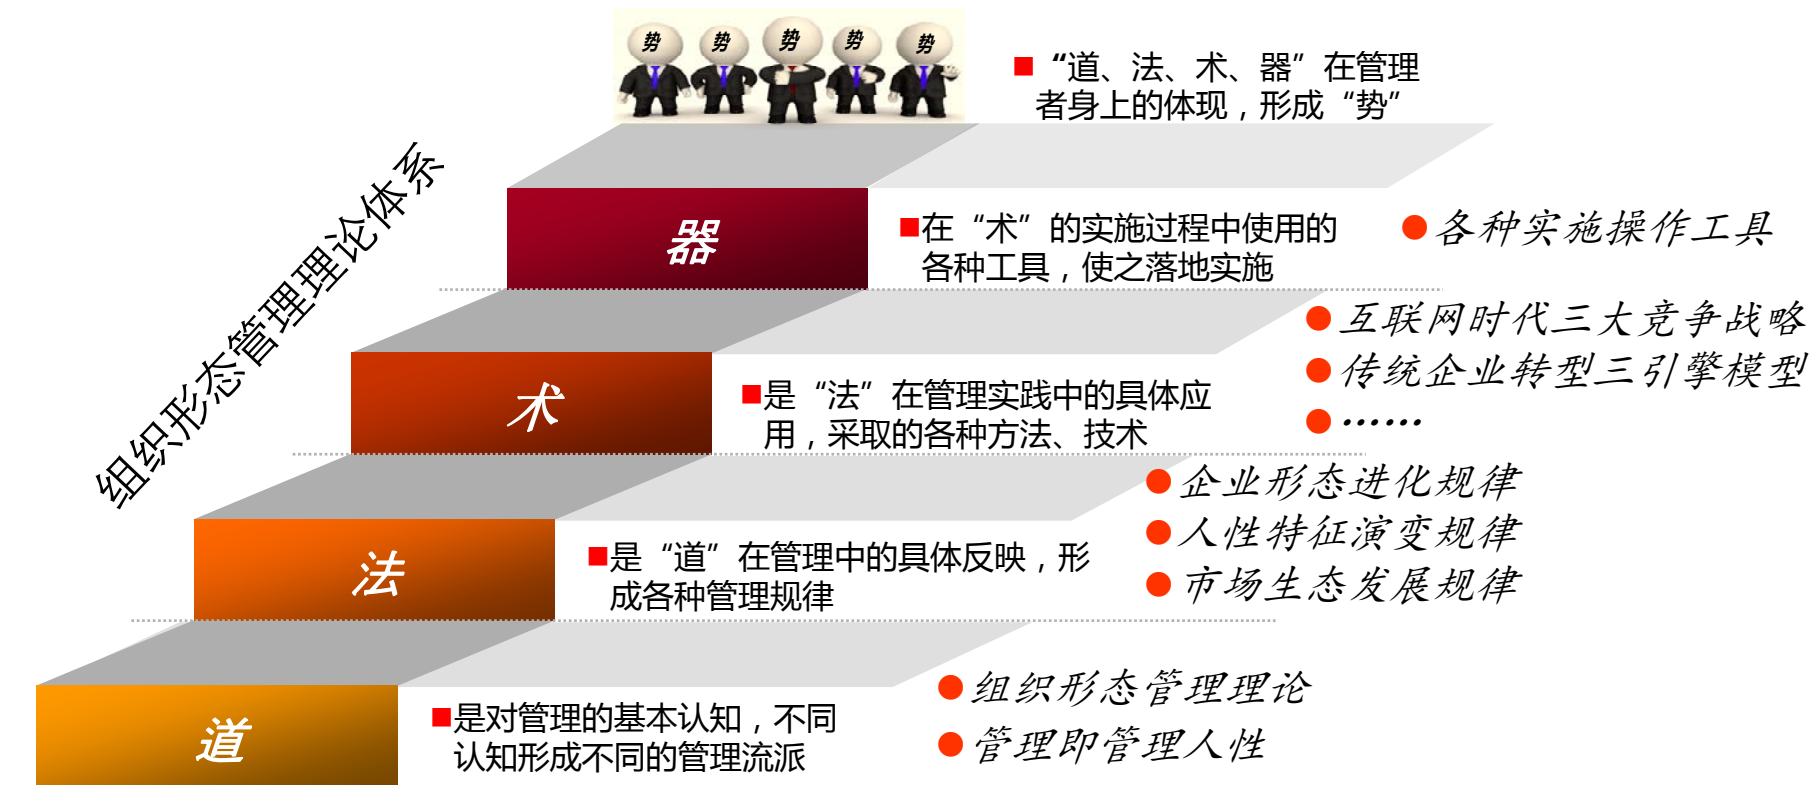 势 势 势 势 势
“道、法、术、器”在管理
者身上的体现，形成“势”
组织形态管理理论体系
器
在“术”的实施过程中使用的
各种工具，使之落地实施
各种实施操作工具
术
是“法”在管理实践中的具体应
用，采取的各种方法、技术
互联网时代三大竞争战略
传统企业转型三引擎模型
……
法
是“道”在管理中的具体反映，形
成各种管理规律
企业形态进化规律
人性特征演变规律
市场生态发展规律
道
是对管理的基本认知，不同
认知形成不同的管理流派
组织形态管理理论
管理即管理人性